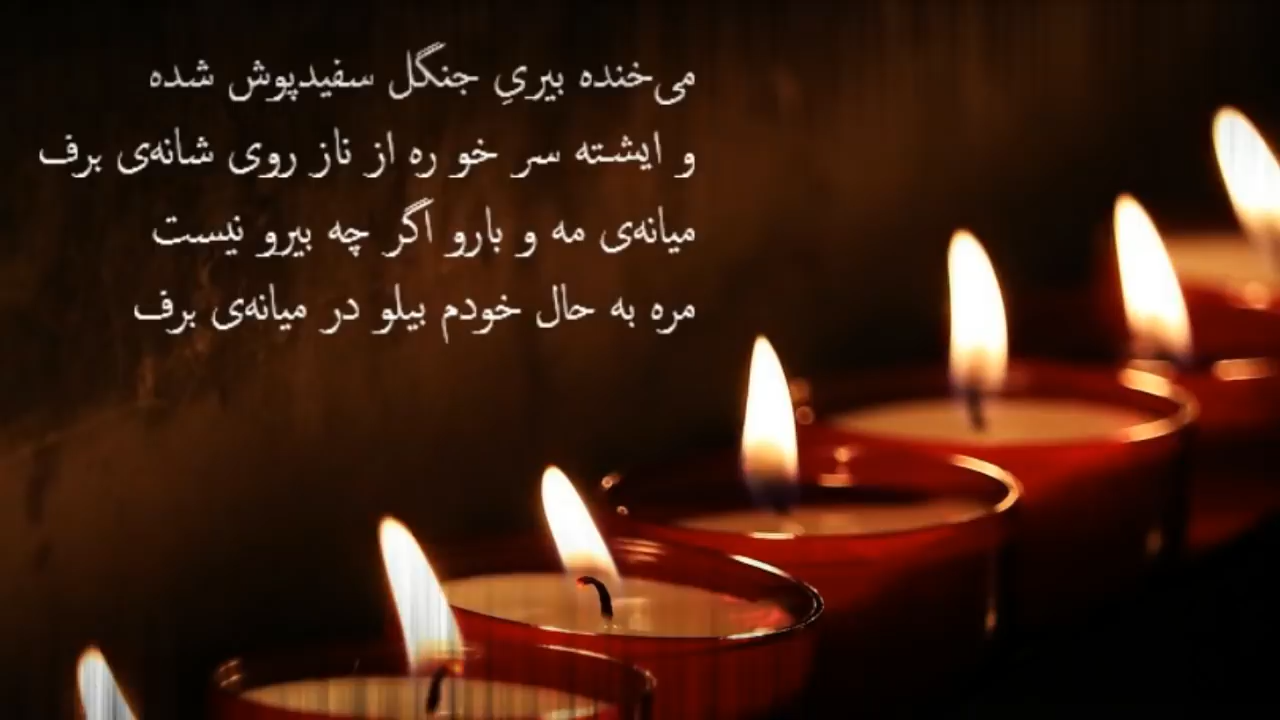 می‌خنده بیریِ جنگل سفیدپوش شده
و ایشته سر خو ره از ناز روی شانه‌ی برف
میانه‌ی مه و بارو اگر چه بیرو نیست
مره به حال خودم بیلو در میانه‌ی برف